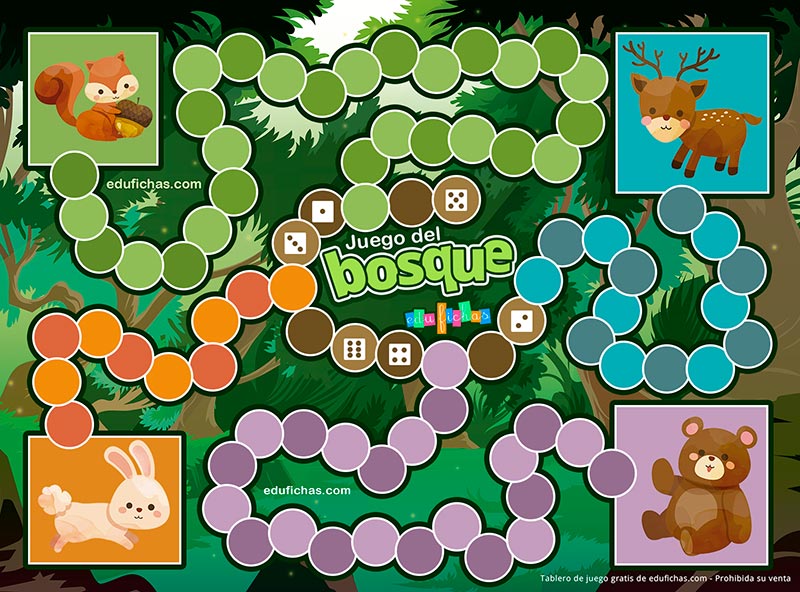 edufichas.com
Juego del
bosque
edufichas
edufichas.com
Tablero de juego gratis de edufichas.com - Prohibida su venta